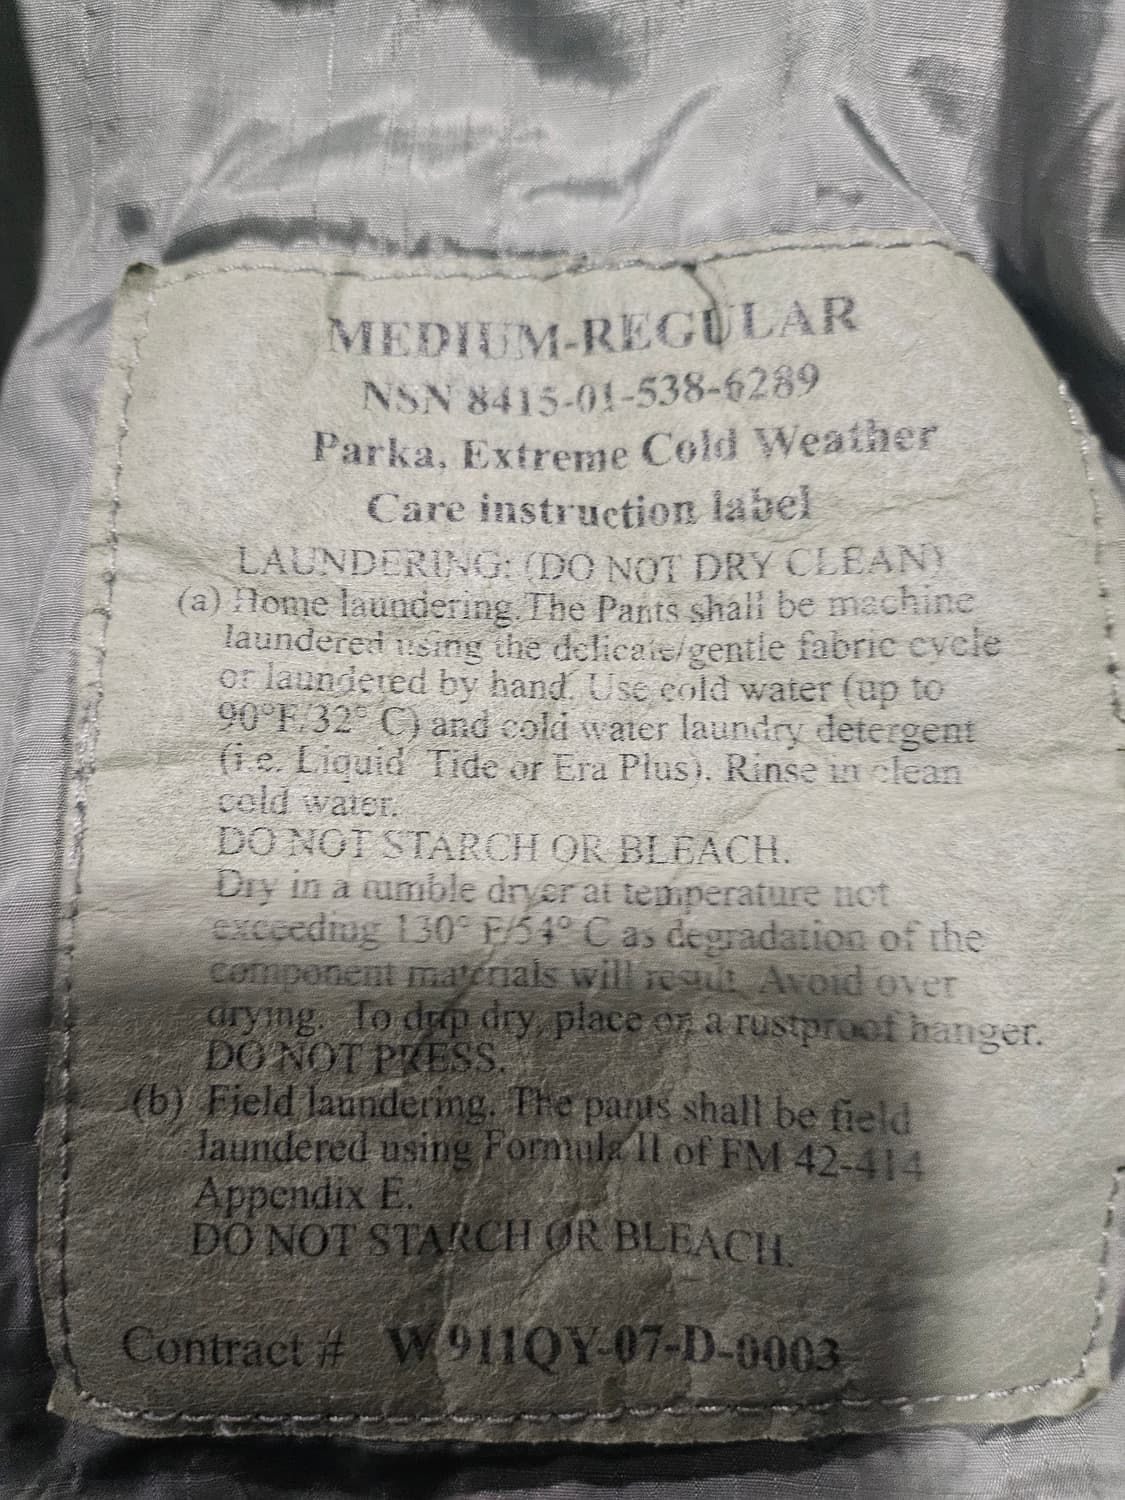 MEDIUM-REGULAR
NSN 8415-01-538-6289
Parka, Extreme Cold Weather
Care instruction label
LAUNDERING: (DO NOT DRY CLEAN)
(a) Home laundering. The Pants shall be machine
laundered using the delicate/gentle fabric cycle
or laundered by hand. Use cold water (up to
90°F/32° C) and cold water laundry detergent
(i.e. Liquid Tide or Era Plus). Rinse in clean
cold water.
DO NOT STARCH OR BLEACH.
Dry in a tumble dryer at temperature not
exceeding 130° F/54° C as degradation of the
component materials will result. Avoid over
drying. To drip dry, place on a rustproof hanger.
DO NOT PRESS.
(b) Field laundering. The pants shall be field
laundered using Formula II of FM 42-414
Appendix E.
DO NOT STARCH OR BLEACH.
Contract # W911QY-07-D-0003